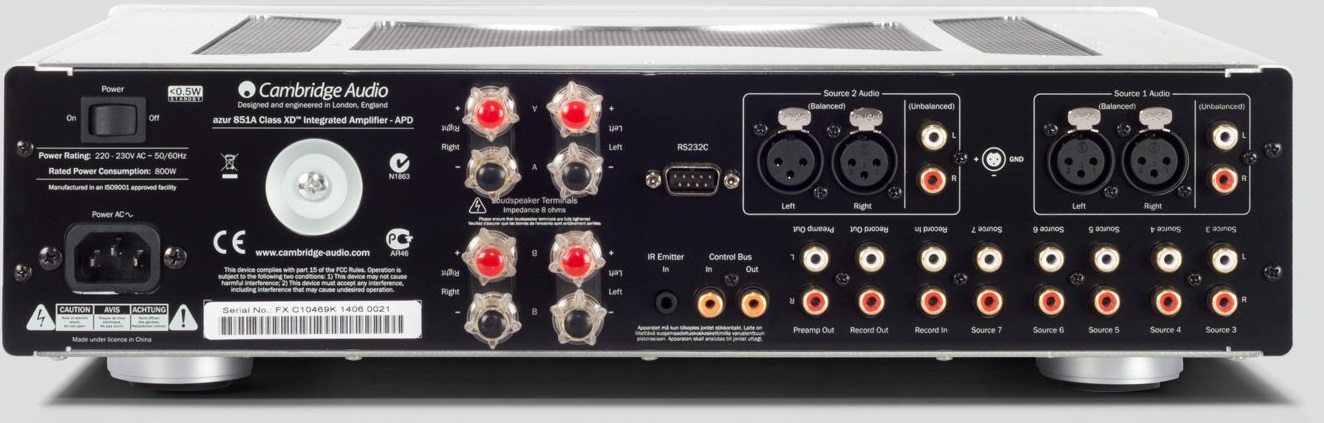 Power
On Off
<0.5W
STANDBY
Cambridge Audio
Designed and engineered in London, England
azur 851A Class XD™ Integrated Amplifier - APD
Power Rating: 220 - 230V AC ~ 50/60Hz
Rated Power Consumption: 800W
Manufactured in an ISO9001 approved facility
N1863
Power AC~
CE
www.cambridge-audio.com
AR46
This device complies with part 15 of the FCC Rules. Operation is
subject to the following two conditions: 1) This device may not cause
harmful interference; 2) This device must accept any interference,
including interference that may cause undesired operation.
CAUTION AVIS ACHTUNG
Made under licence in China
Serial No.: FX C10469K 1406 0021
+ A +
Right Left
Right Left
- A -
Loudspeaker Terminals
Impedance 8 ohms
Please ensure that loudspeaker terminals are fully tightened
+ B +
Right Left
Right Left
- B -
RS232C
IR Emitter
In
Control Bus
In Out
Source 2 Audio
(Balanced) (Unbalanced)
L
R
Left Right
+ GND
-
Source 1 Audio
(Balanced) (Unbalanced)
L
R
Left Right
Preamp Out Record Out Record In Source 7 Source 6 Source 5 Source 4 Source 3
L L
R R
Preamp Out Record Out Record In Source 7 Source 6 Source 5 Source 4 Source 3